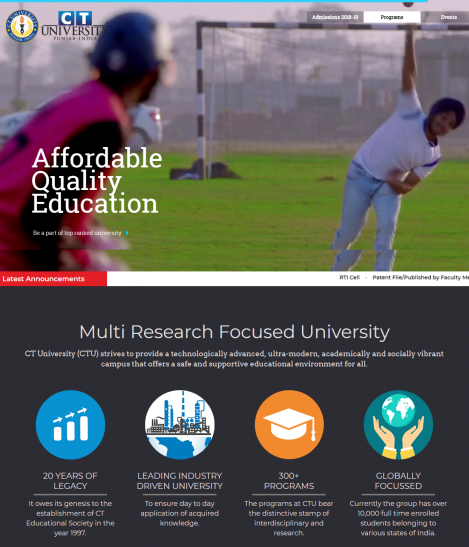 CT
UNIVERSITY
PUNJAB-INDIA
Admissions 2018-19
Programs
Events
Affordable
Quality
Education
Be a part of top ranked university
Latest Announcements
RTI Cell
Patent File/Published by Faculty Me
Multi Research Focused University
CT University (CTU) strives to provide a technologically advanced, ultra-modern, academically and socially vibrant
campus that offers a safe and supportive educational environment for all.
20 YEARS OF
LEGACY
It owes its genesis to the
establishment of CT
Educational Society in the
year 1997.
LEADING INDUSTRY
DRIVEN UNIVERSITY
To ensure day to day
application of acquired
knowledge.
300+
PROGRAMS
The programs at CTU bear
the distinctive stamp of
interdisciplinary and
research.
GLOBALLY
FOCUSSED
Currently the group has over
10,000 full time enrolled
students belonging to
various states of India.